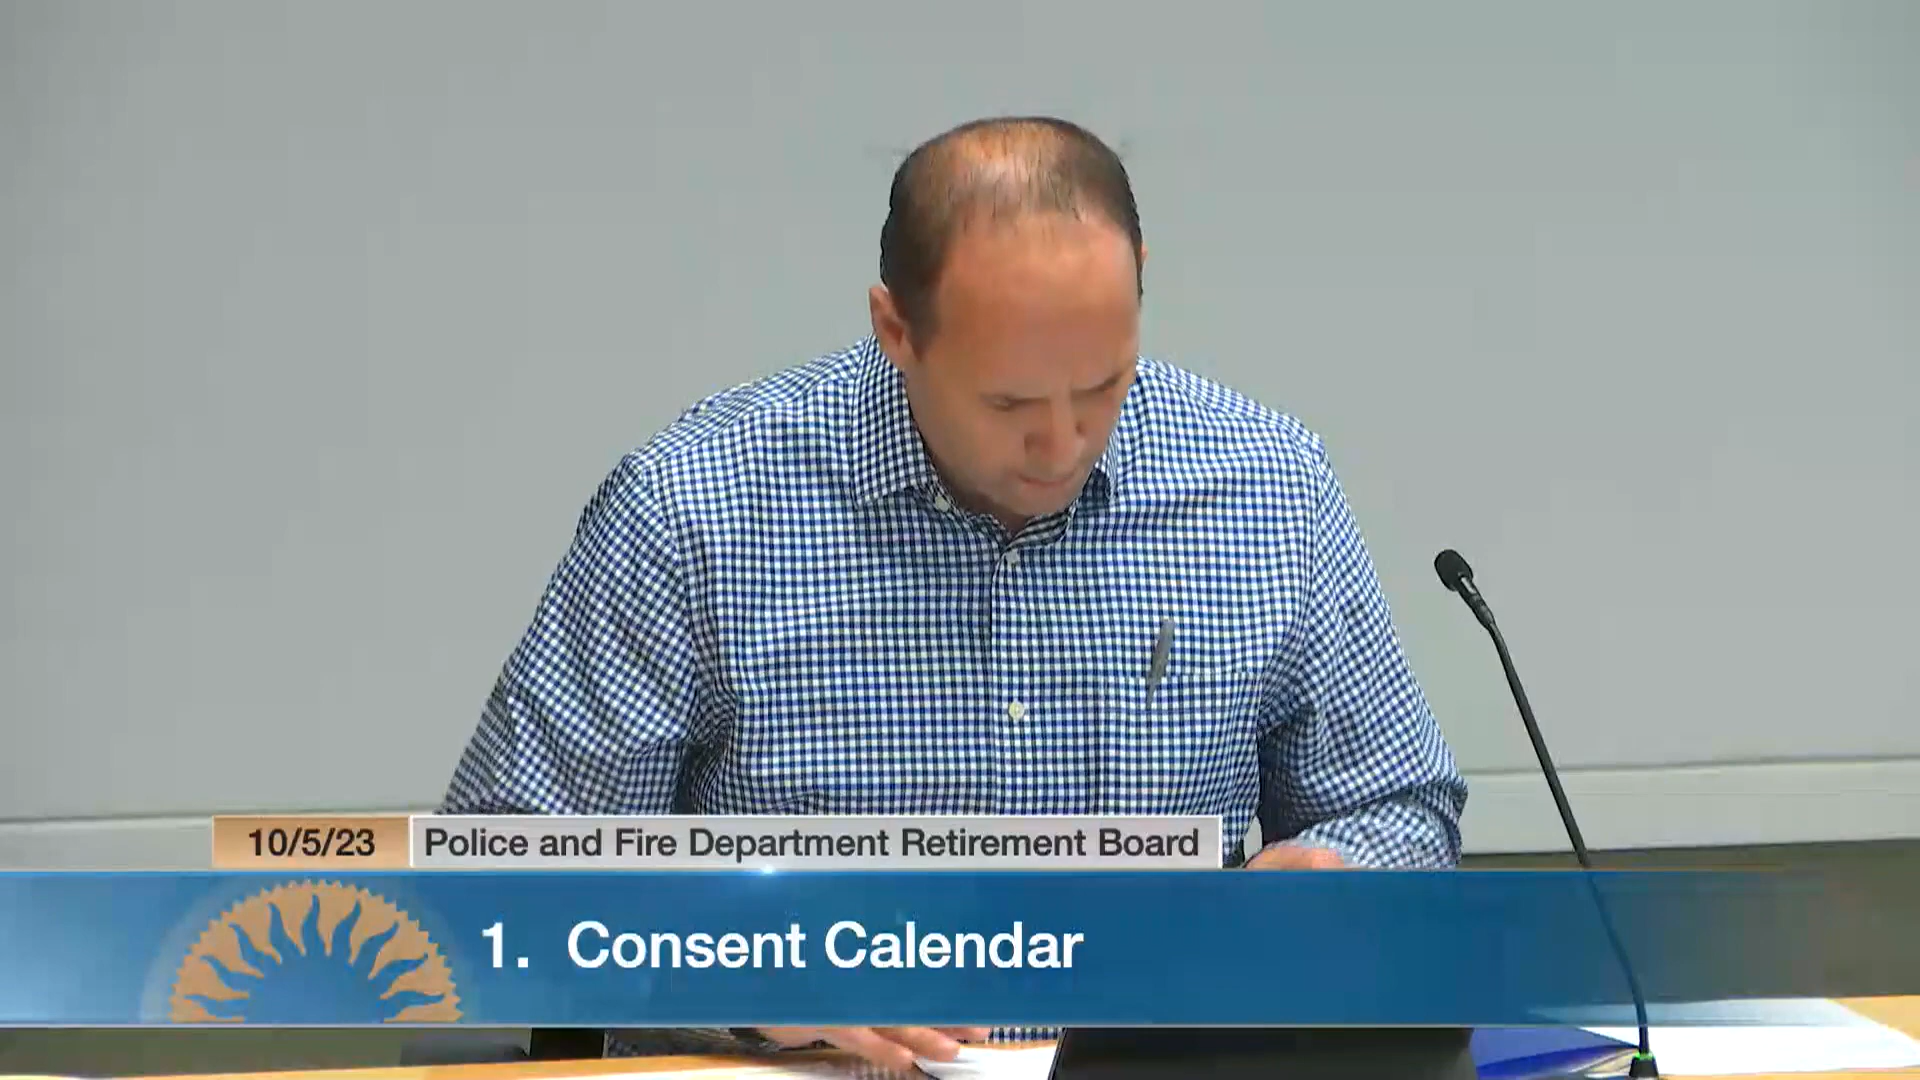 10/5/23 Police and Fire Department Retirement Board
1. Consent Calendar